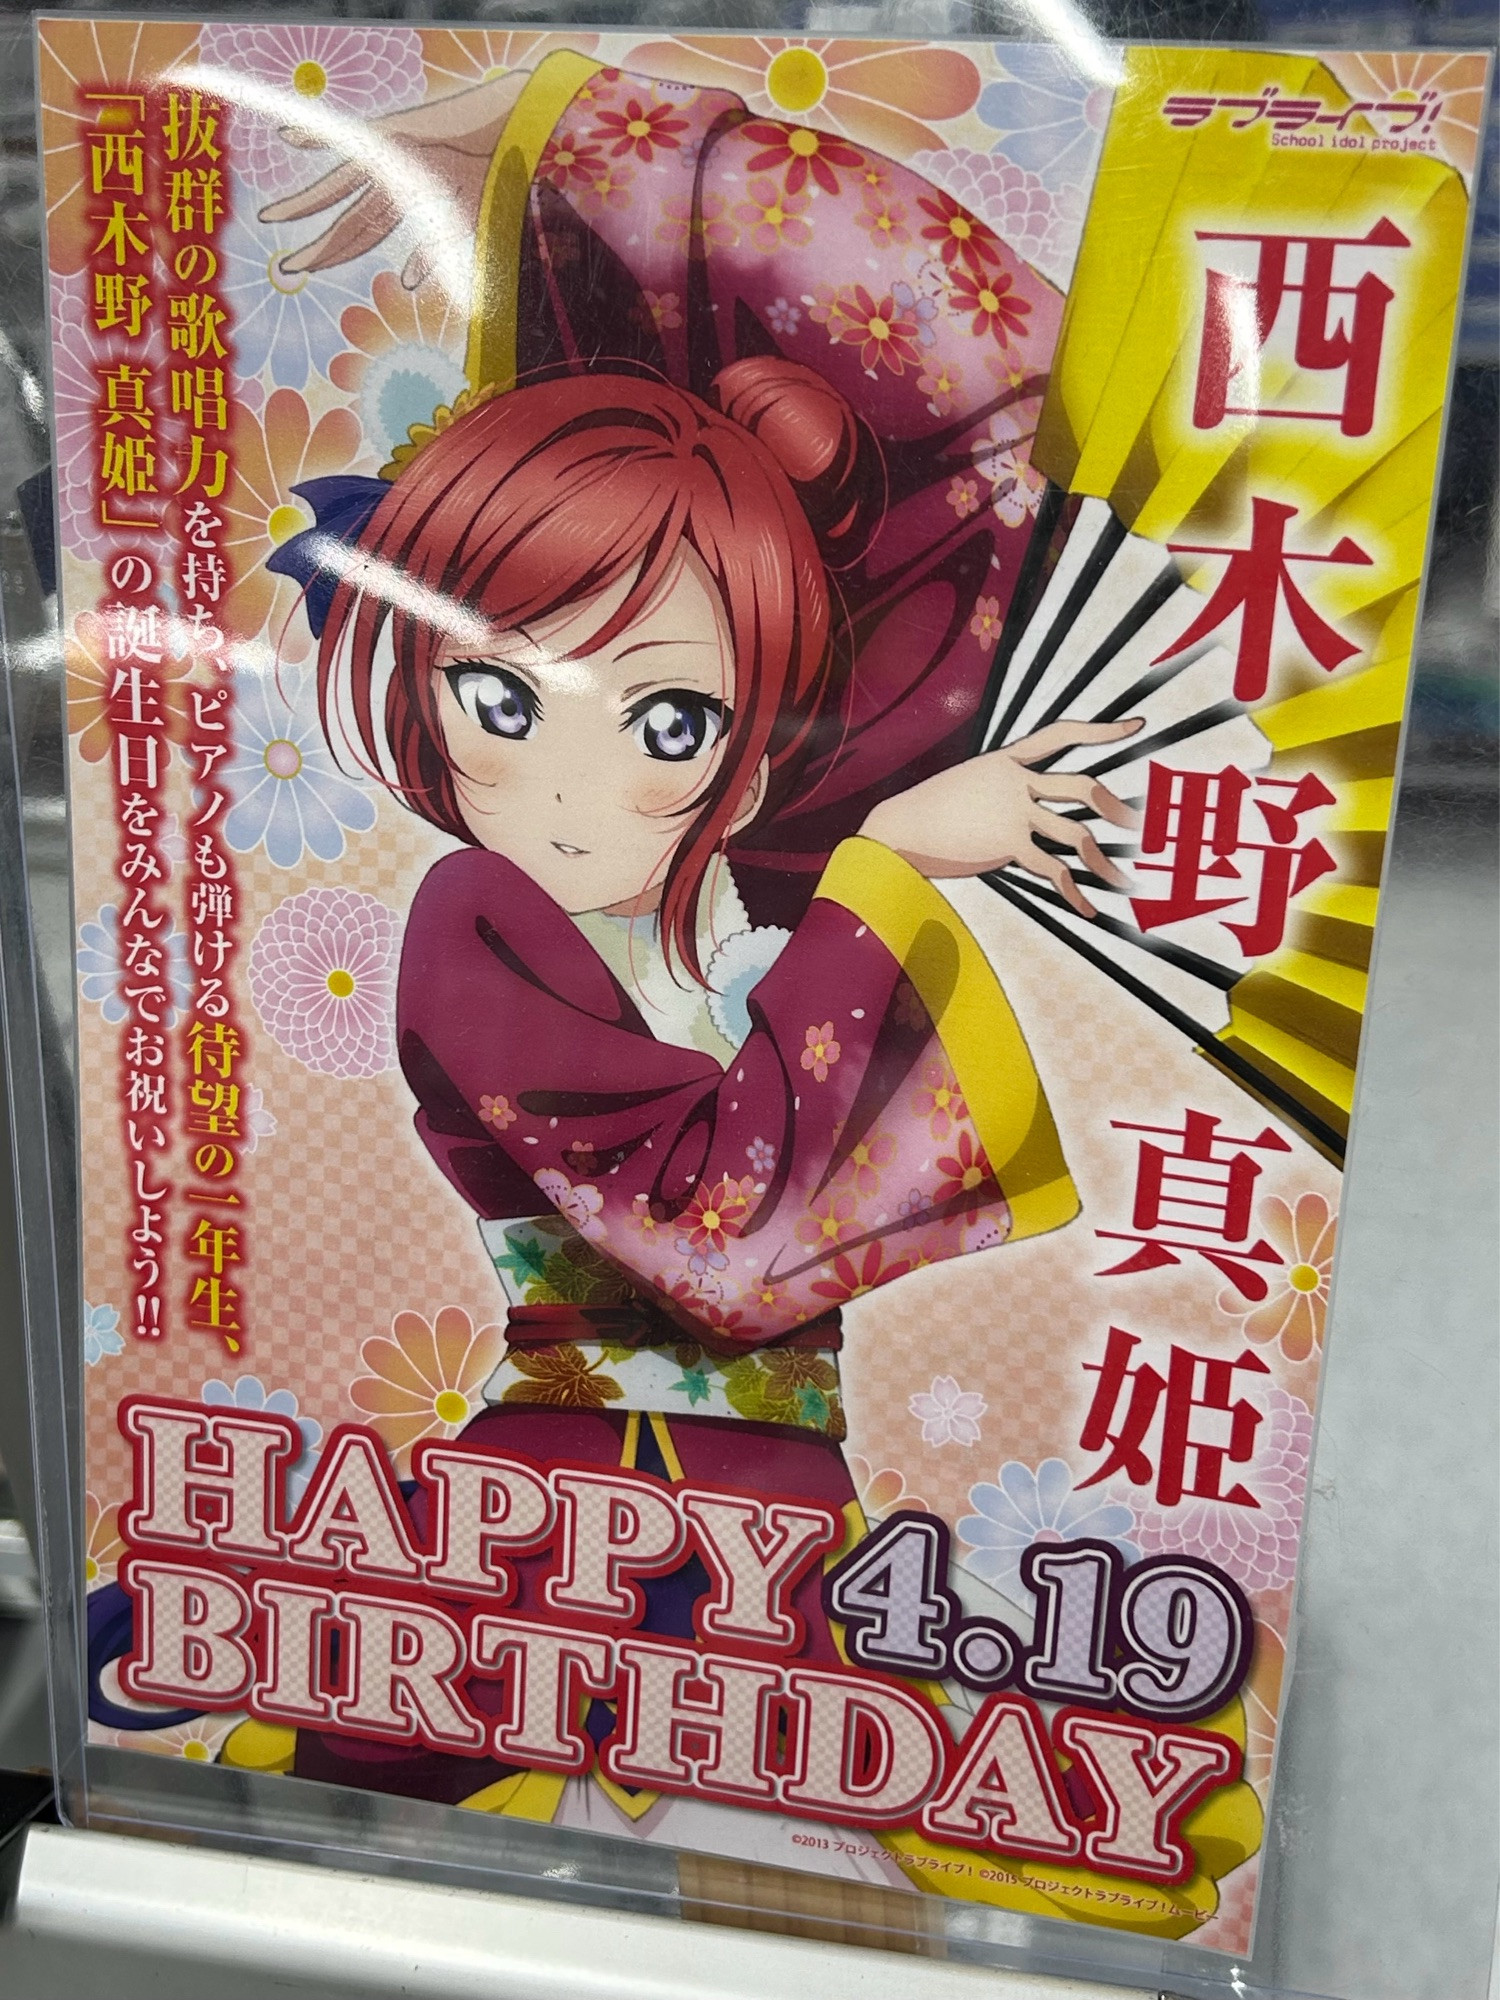 ラブライブ!
School idol project
西木野 真姫
抜群の歌唱力を持ち、ピアノも弾ける待望の一年生、
「西木野 真姫」の誕生日をみんなでお祝いしよう!!
HAPPY
4.19
BIRTHDAY
©2013 プロジェクトラブライブ! ©2015 プロジェクトラブライブ!ムービー